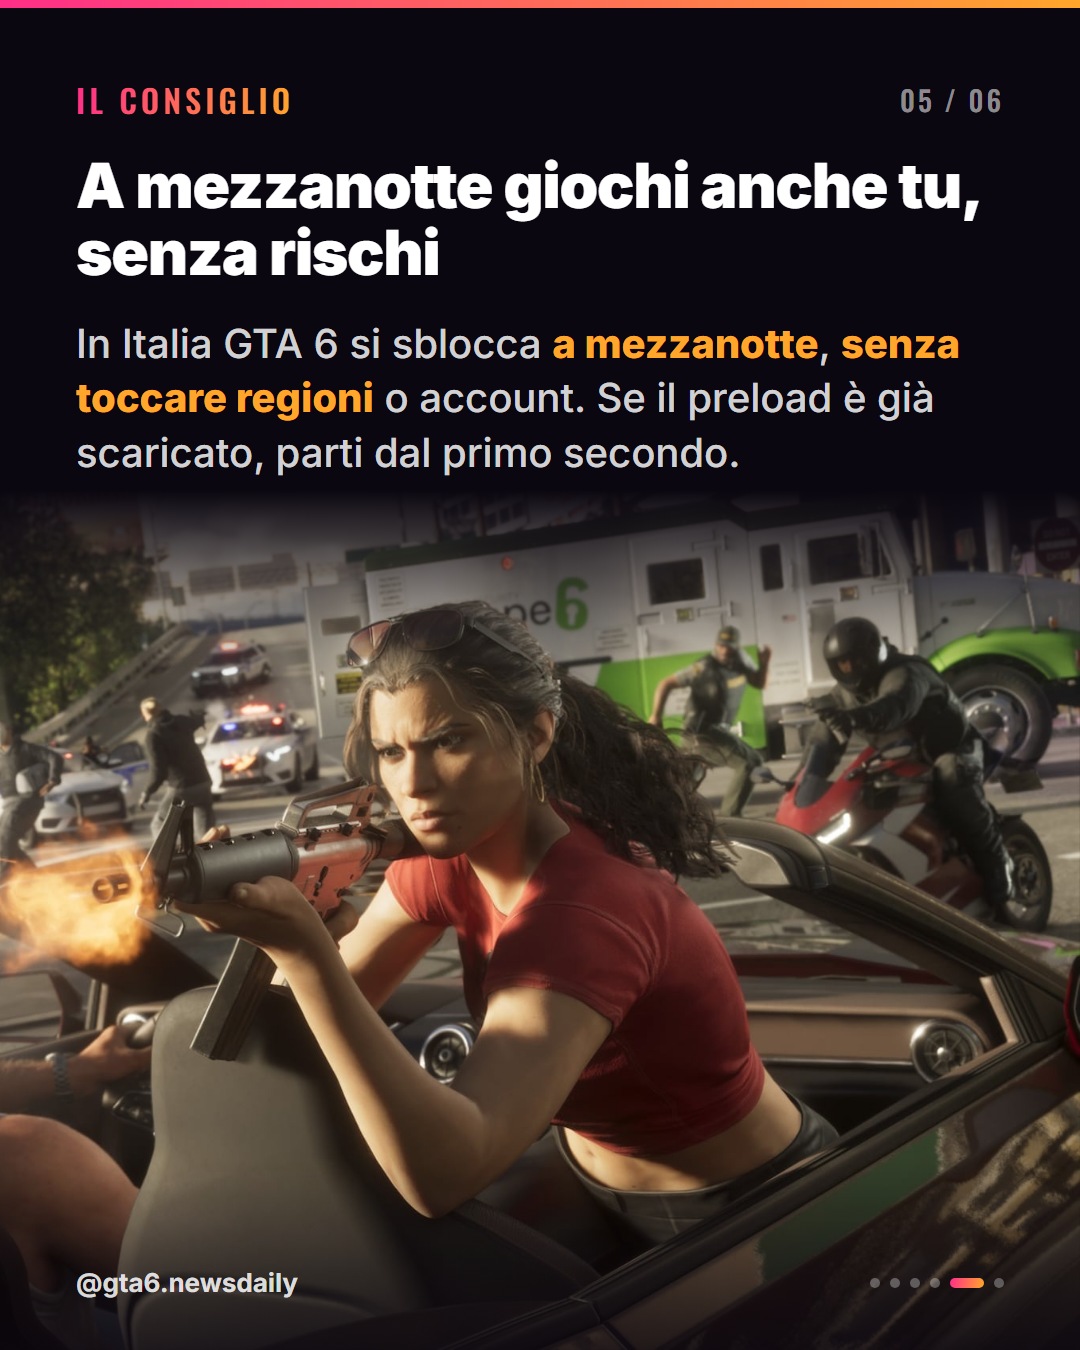 IL CONSIGLIO
05 / 06
A mezzanotte giochi anche tu,
senza rischi
In Italia GTA 6 si sblocca a mezzanotte, senza
toccare regioni o account. Se il preload è già
scaricato, parti dal primo secondo.
pe6
@gta6.newsdaily